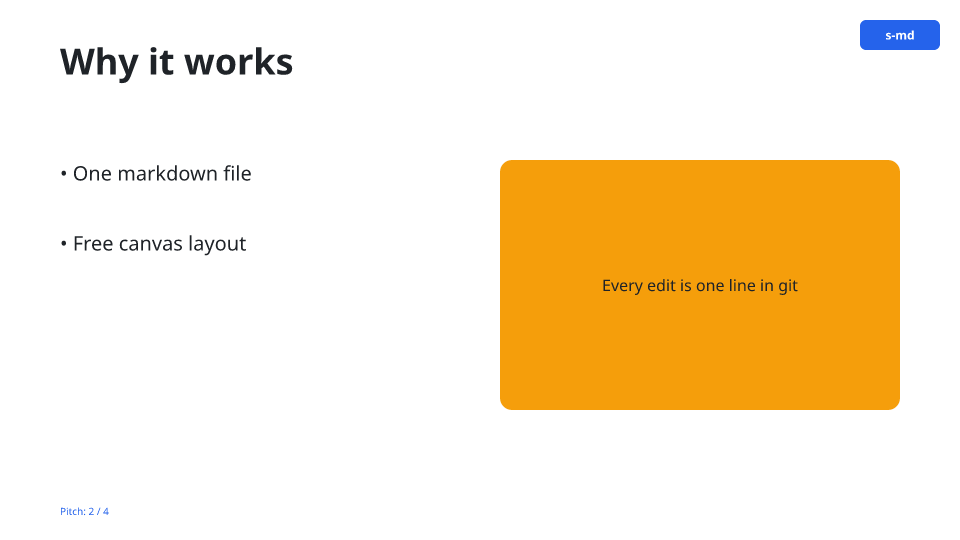 s-md
Why it works
• One markdown file
• Free canvas layout
Every edit is one line in git
Pitch: 2 / 4